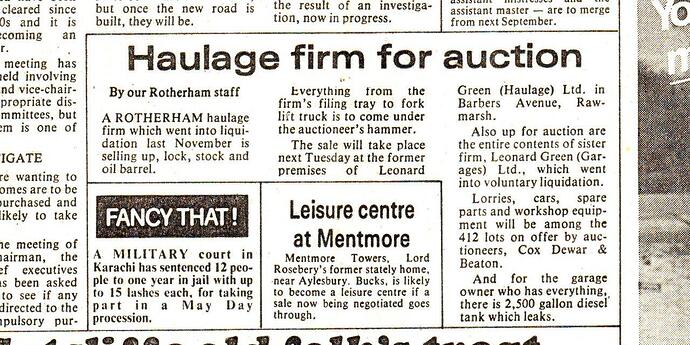 cleared since
0s and it is
ecoming an
r.
meeting has
held involving
nd vice-chair-
propriate dis-
mmittees, but
em is one of
IGATE
re wanting to
omes are to be
purchased and
likely to take
he meeting of
hairman, the
ef executives
as been asked
to see if any
directed to the
mpulsory pur-
but once the new road is
built, they will be.
the result of an investiga-
tion, now in progress.
assistant master — are to merge
from next September.
Haulage firm for auction
By our Rotherham staff
A ROTHERHAM haulage
firm which went into liqui-
dation last November is
selling up, lock, stock and
oil barrel.
Everything from the
firm's filing tray to fork
lift truck is to come under
the auctioneer's hammer.
The sale will take place
next Tuesday at the former
premises of Leonard
Green (Haulage) Ltd. in
Barbers Avenue, Raw-
marsh.
Also up for auction are
the entire contents of sister
firm, Leonard Green (Gar-
ages) Ltd., which went
into voluntary liquidation.
Lorries, cars, spare
parts and workshop equip-
ment will be among the
412 lots on offer by auc-
tioneers, Cox Dewar &
Beaton.
And for the garage
owner who has everything,
there is 2,500 gallon diesel
tank which leaks.
FANCY THAT!
A MILITARY court in
Karachi has sentenced 12 peo-
ple to one year in jail with up
to 15 lashes each, for taking
part in a May Day
procession.
Leisure centre
at Mentmore
Mentmore Towers, Lord
Rosebery's former stately home,
near Aylesbury. Bucks, is likely
to become a leisure centre if a
sale now being negotiated goes
through.
Yo